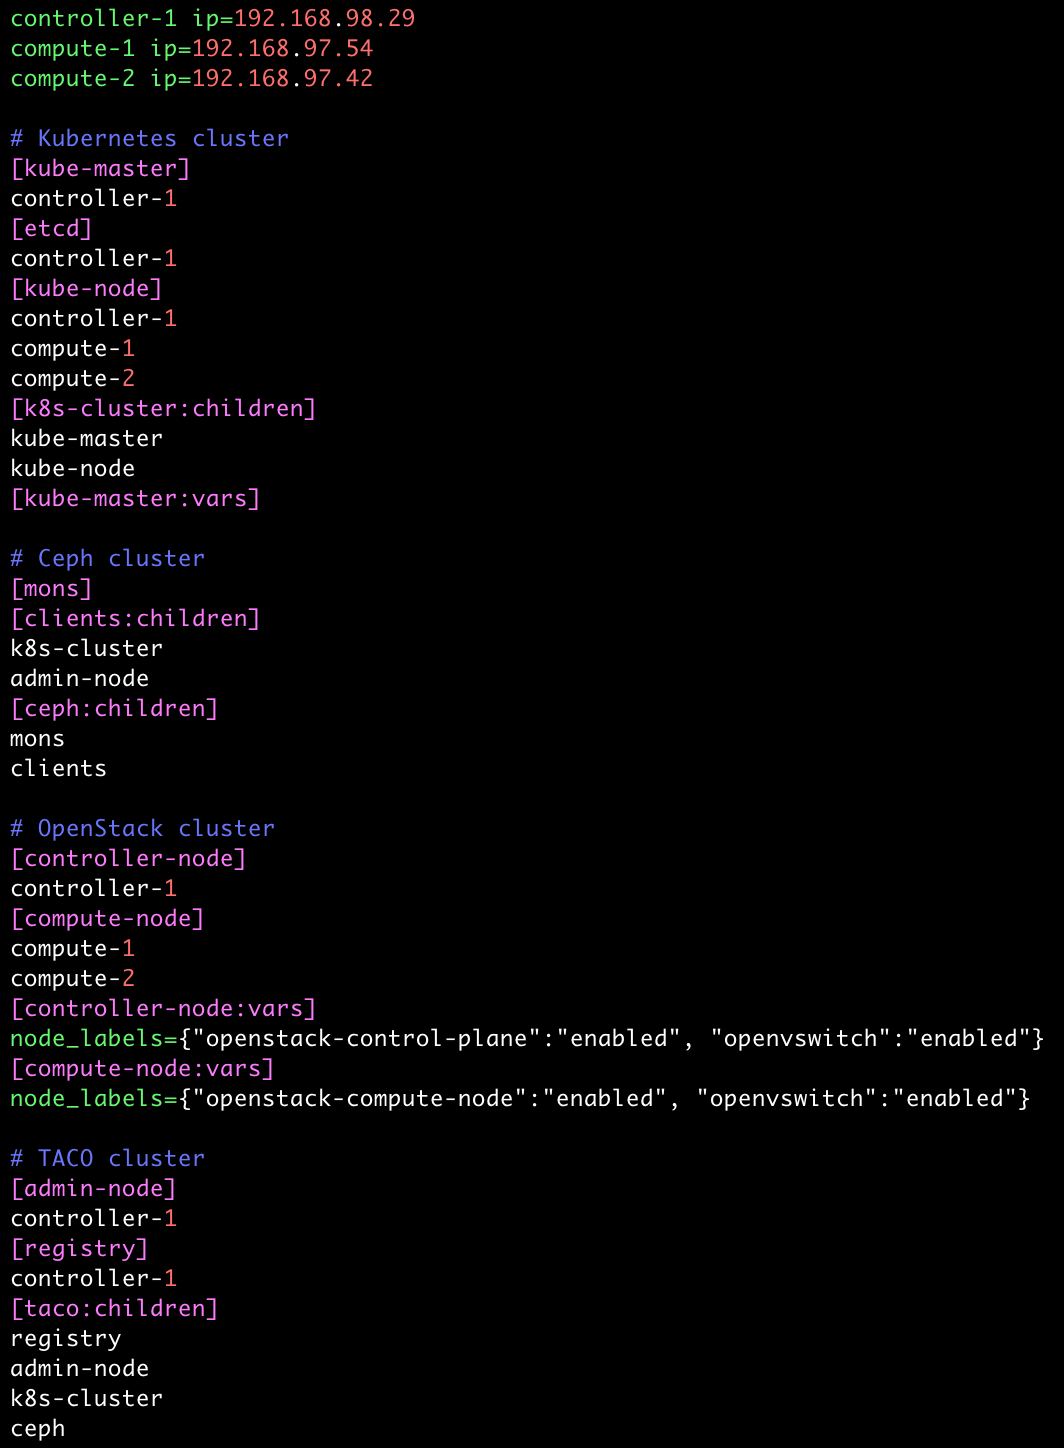 controller-1 ip=192.168.98.29
compute-1 ip=192.168.97.54
compute-2 ip=192.168.97.42

# Kubernetes cluster
[kube-master]
controller-1
[etcd]
controller-1
[kube-node]
controller-1
compute-1
compute-2
[k8s-cluster:children]
kube-master
kube-node
[kube-master:vars]

# Ceph cluster
[mons]
[clients:children]
k8s-cluster
admin-node
[ceph:children]
mons
clients

# OpenStack cluster
[controller-node]
controller-1
[compute-node]
compute-1
compute-2
[controller-node:vars]
node_labels={"openstack-control-plane":"enabled", "openvswitch":"enabled"}
[compute-node:vars]
node_labels={"openstack-compute-node":"enabled", "openvswitch":"enabled"}

# TACO cluster
[admin-node]
controller-1
[registry]
controller-1
[taco:children]
registry
admin-node
k8s-cluster
ceph